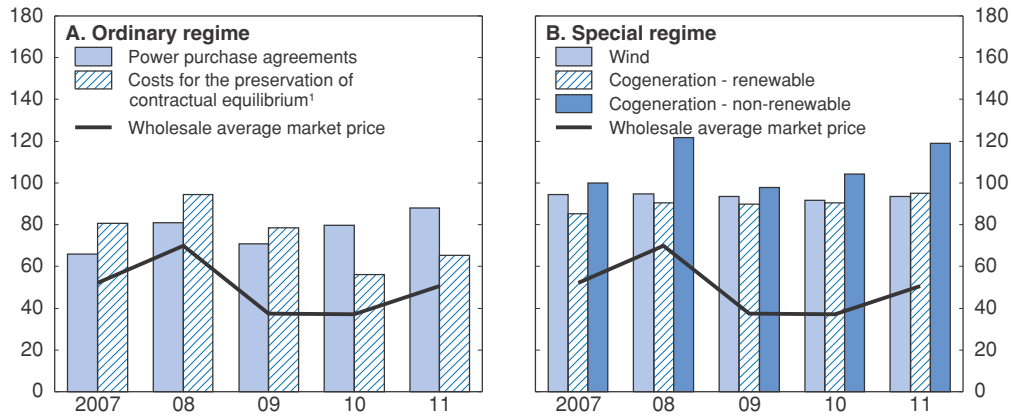 A. Ordinary regime
Power purchase agreements
Costs for the preservation of
contractual equilibrium¹
Wholesale average market price
180
160
140
120
100
80
60
40
20
0
2007 08 09 10 11
B. Special regime
Wind
Cogeneration - renewable
Cogeneration - non-renewable
Wholesale average market price
180
160
140
120
100
80
60
40
20
0
2007 08 09 10 11